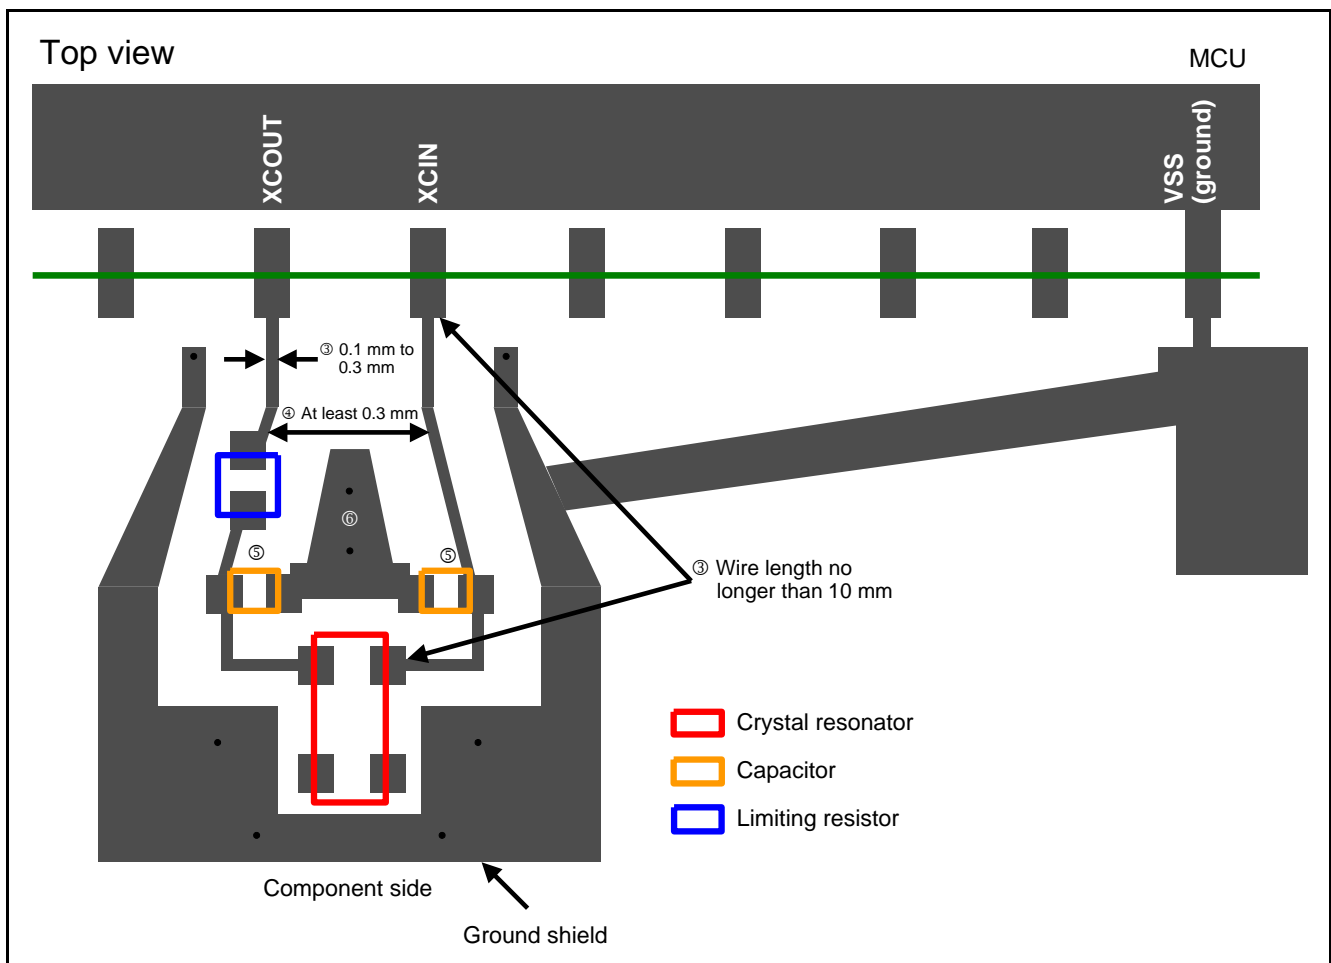 Top view
MCU
XCOUT
XCIN
VSS
(ground)
③ 0.1 mm to
0.3 mm
④ At least 0.3 mm
⑥
⑤
⑤
③ Wire length no
longer than 10 mm
Crystal resonator
Capacitor
Limiting resistor
Component side
Ground shield